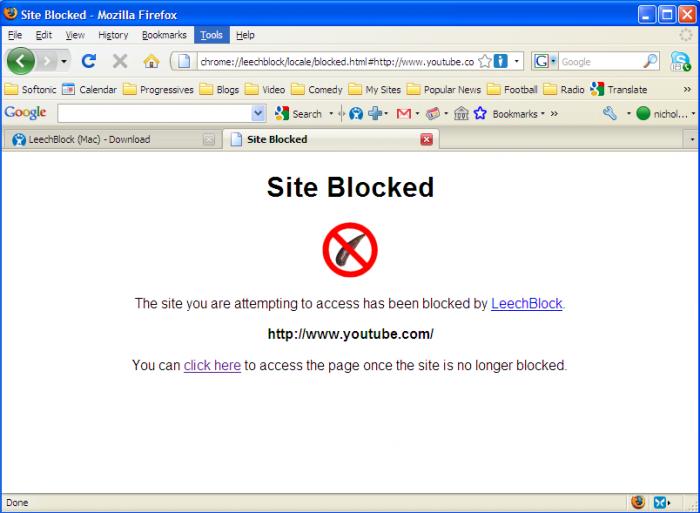 Site Blocked - Mozilla Firefox
File Edit View History Bookmarks Tools Help
chrome://leechblock/locale/blocked.html#http://www.youtube.co G Google
Softonic Calendar Progressives Blogs Video Comedy My Sites Popular News Football Radio Translate »
Google Search Bookmarks » nichol...
LeechBlock (Mac) - Download Site Blocked
Site Blocked
The site you are attempting to access has been blocked by LeechBlock.
http://www.youtube.com/
You can click here to access the page once the site is no longer blocked.
Done